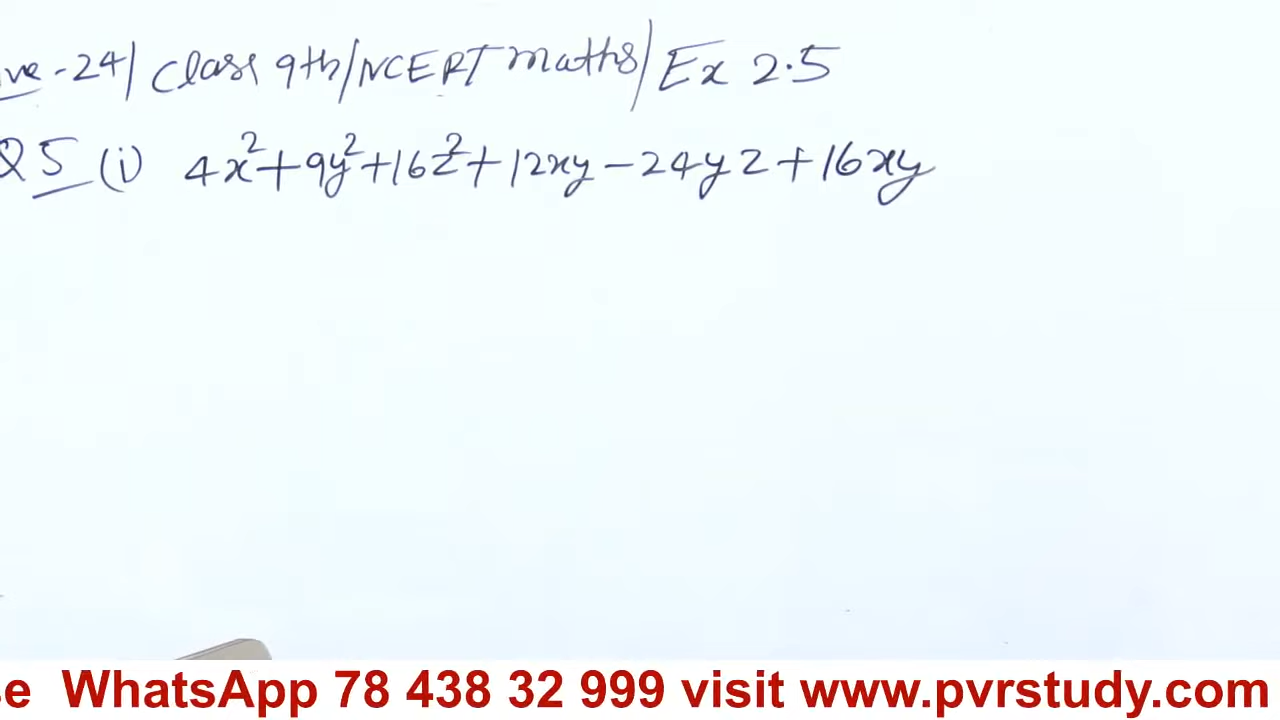 -24/ Class 9th/NCERT maths/ Ex 2.5
Q5 (i) 4x²+9y²+16z²+12xy-24yz+16xy
WhatsApp 78 438 32 999 visit www.pvrstudy.com